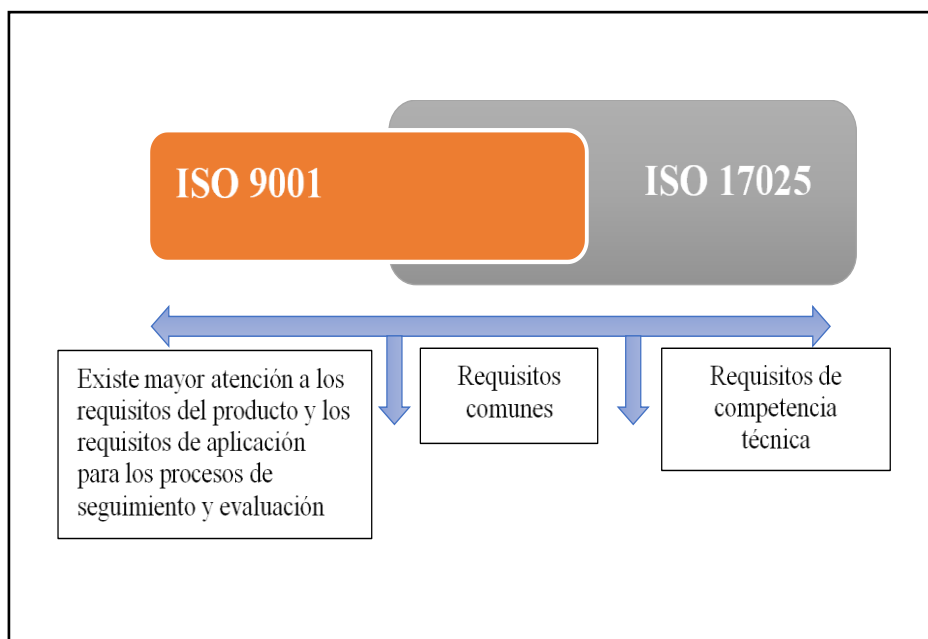 ISO 9001
ISO 17025
Existe mayor atención a los
requisitos del producto y los
requisitos de aplicación
para los procesos de
seguimiento y evaluación
Requisitos
comunes
Requisitos de
competencia
técnica